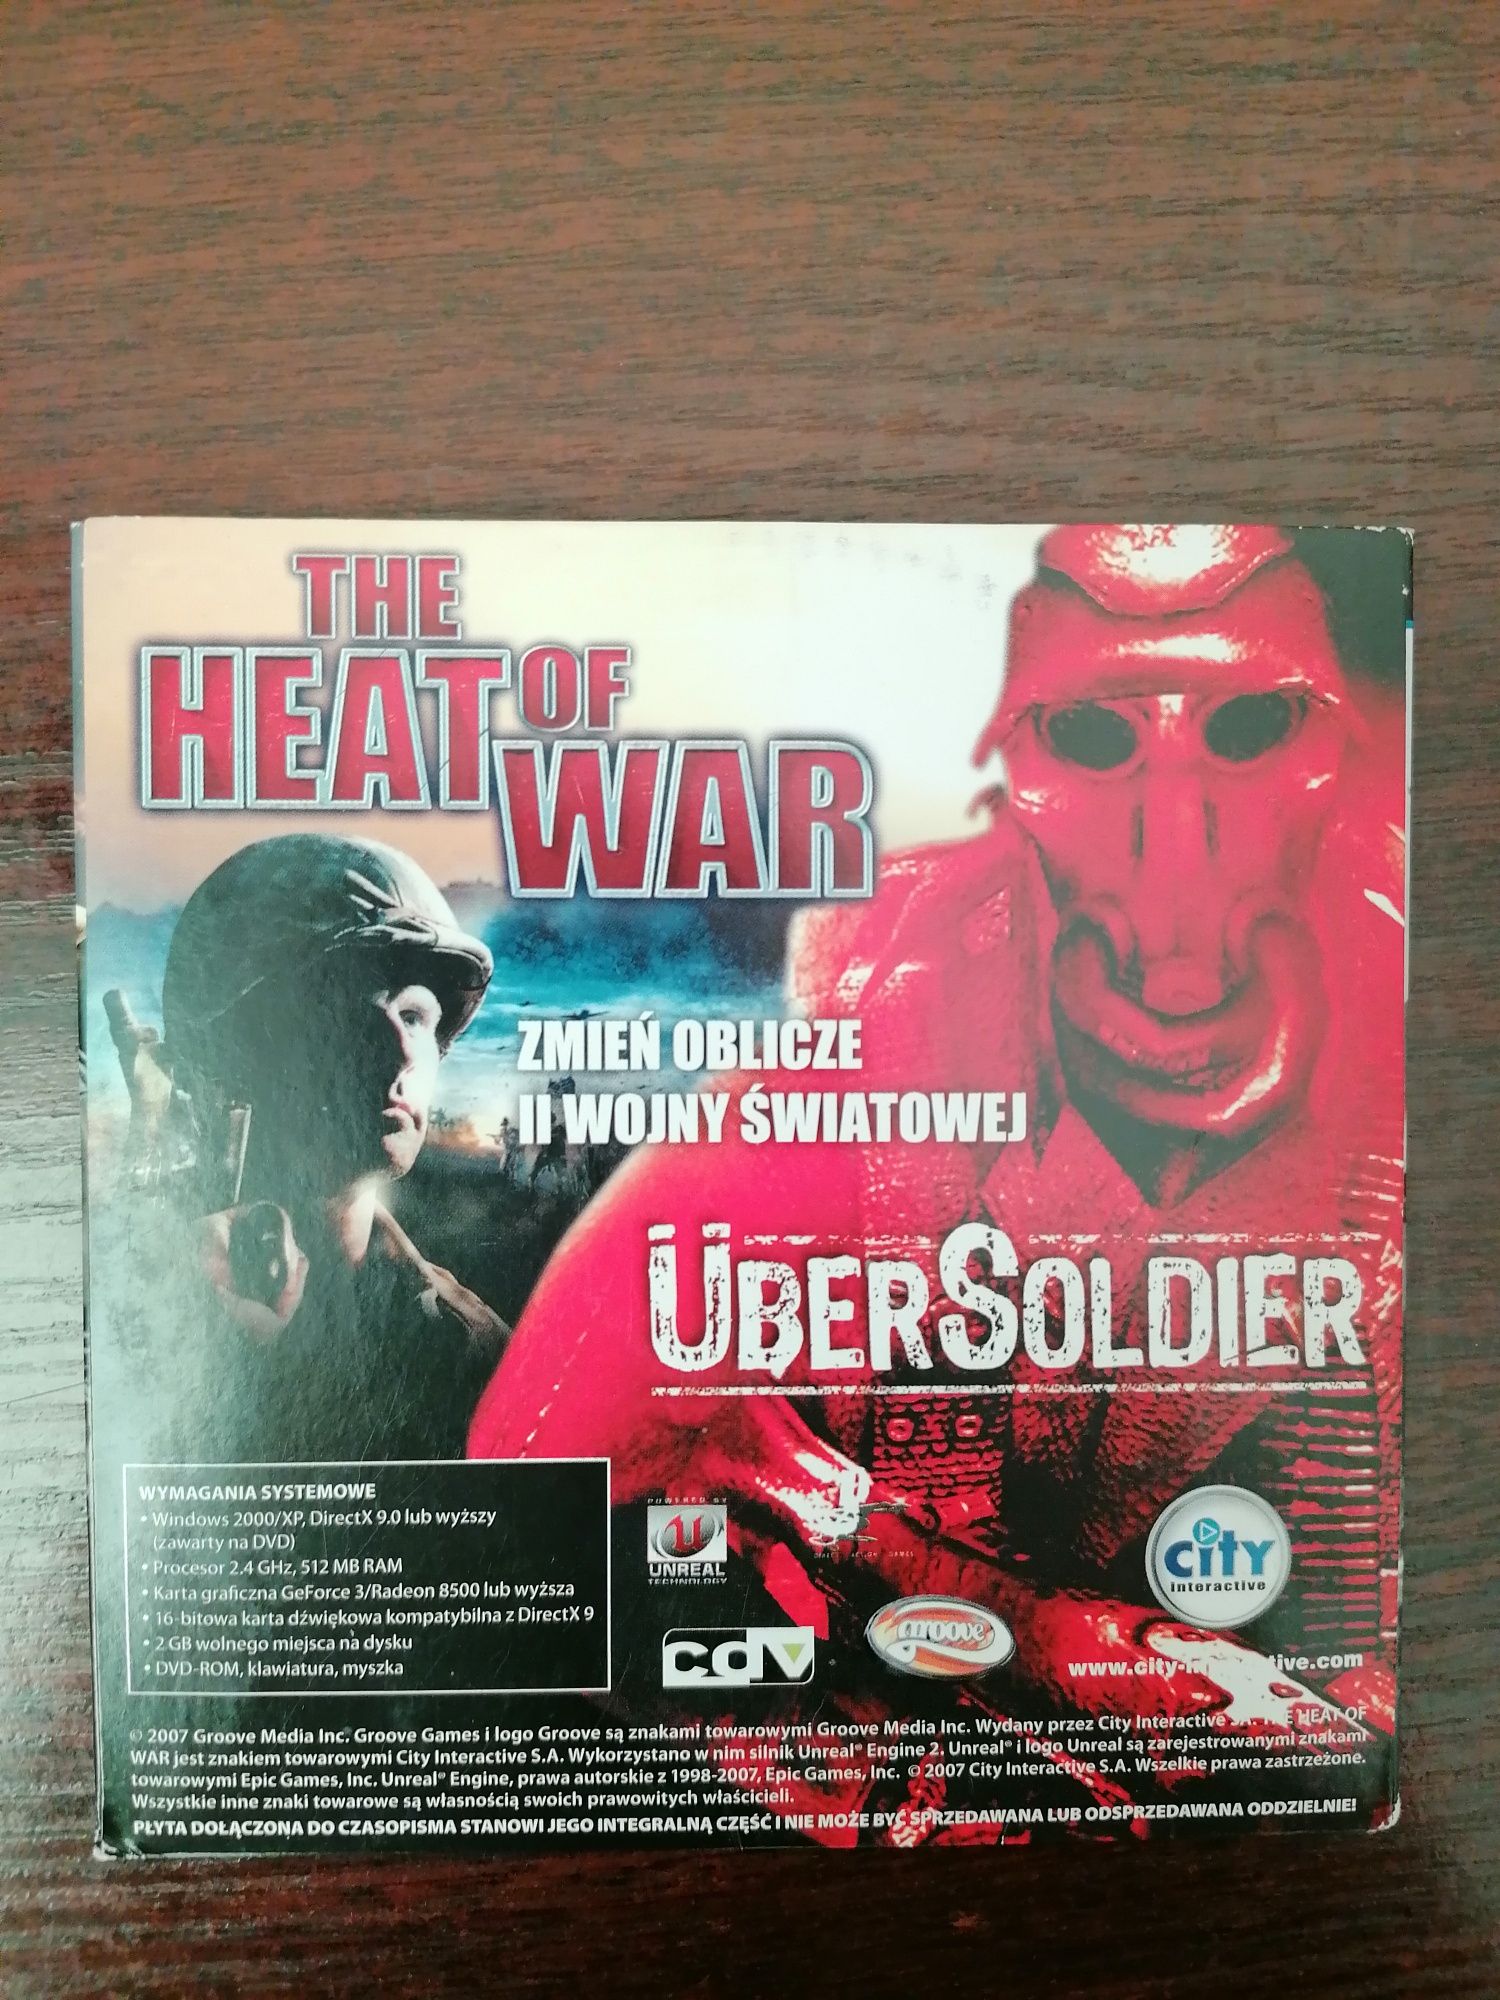 THE
HEAT OF
WAR
ZMIEŃ OBLICZE
II WOJNY ŚWIATOWEJ
ÜBERSOLDIER
WYMAGANIA SYSTEMOWE
• Windows 2000/XP, DirectX 9.0 lub wyższy
(zawarty na DVD)
• Procesor 2.4 GHz, 512 MB RAM
• Karta graficzna GeForce 3/Radeon 8500 lub wyższa
• 16-bitowa karta dźwiękowa kompatybilna z DirectX 9
• 2 GB wolnego miejsca na dysku
• DVD-ROM, klawiatura, myszka
POWERED BY
UNREAL
TECHNOLOGY
DIRECT ACTION GAMES
city
interactive
cdv
groove
www.city-interactive.com
© 2007 Groove Media Inc. Groove Games i logo Groove są znakami towarowymi Groove Media Inc. Wydany przez City Interactive S.A. THE HEAT OF
WAR jest znakiem towarowymi City Interactive S.A. Wykorzystano w nim silnik Unreal® Engine 2. Unreal® i logo Unreal są zarejestrowanymi znakami
towarowymi Epic Games, Inc. Unreal® Engine, prawa autorskie z 1998-2007, Epic Games, Inc. © 2007 City Interactive S.A. Wszelkie prawa zastrzeżone.
Wszystkie inne znaki towarowe są własnością swoich prawowitych właścicieli.
PŁYTA DOŁĄCZONA DO CZASOPISMA STANOWI JEGO INTEGRALNĄ CZĘŚĆ I NIE MOŻE BYĆ SPRZEDAWANA LUB ODSPRZEDAWANA ODDZIELNIE!